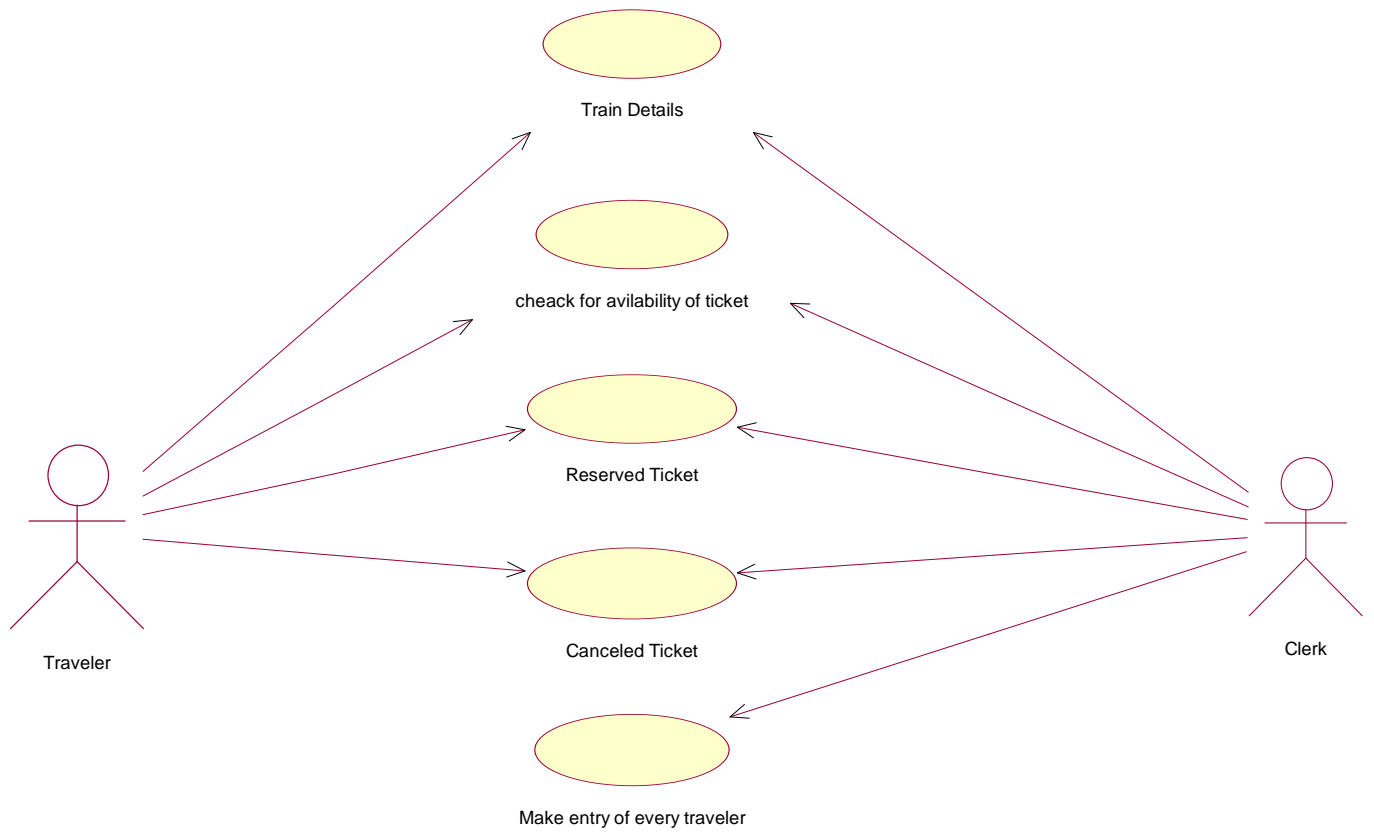 Train Details
cheack for avilability of ticket
Reserved Ticket
Canceled Ticket
Traveler
Clerk
Make entry of every traveler